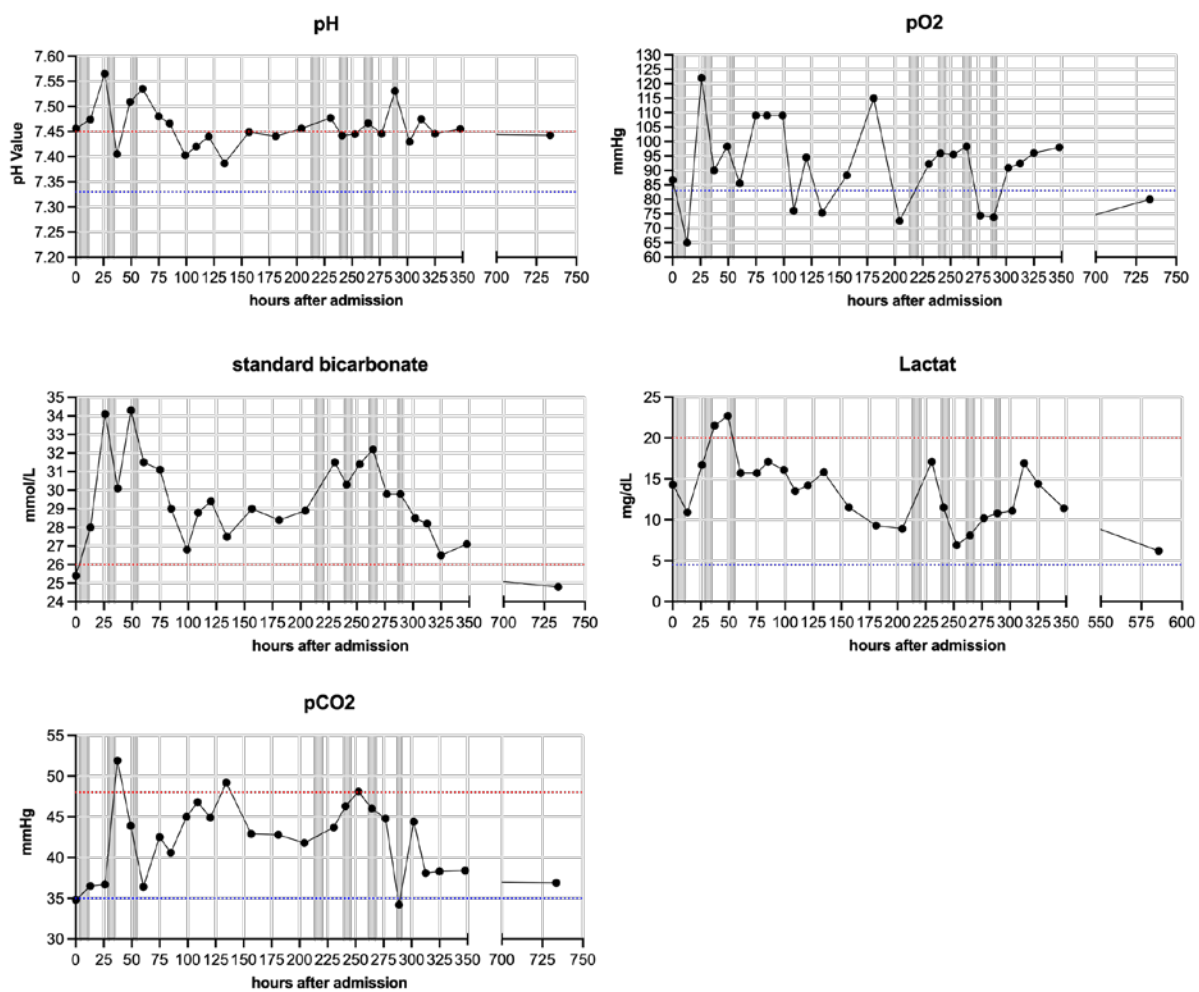 pH
7.60
7.55
7.50
7.45
7.40
7.35
7.30
7.25
7.20
pH Value
0 25 50 75 100 125 150 175 200 225 250 275 300 325 350 700 725 750
hours after admission
pO2
130
125
120
115
110
105
100
95
90
85
80
75
70
65
60
mmHg
0 25 50 75 100 125 150 175 200 225 250 275 300 325 350 700 725 750
hours after admission
standard bicarbonate
35
34
33
32
31
30
29
28
27
26
25
24
mmol/L
0 25 50 75 100 125 150 175 200 225 250 275 300 325 350 700 725 750
hours after admission
Lactat
25
20
15
10
5
0
mg/dL
0 25 50 75 100 125 150 175 200 225 250 275 300 325 350 550 575 600
hours after admission
pCO2
55
50
45
40
35
30
mmHg
0 25 50 75 100 125 150 175 200 225 250 275 300 325 350 700 725 750
hours after admission